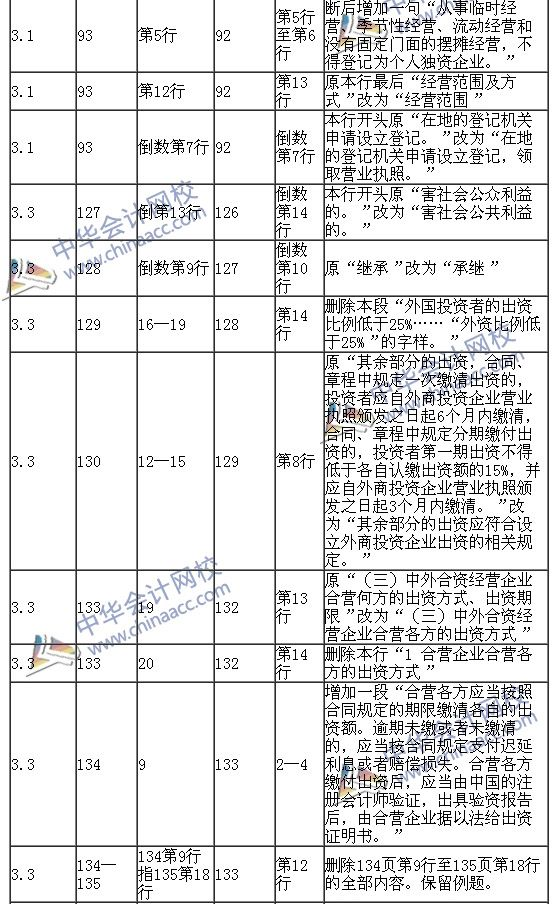 3.1 93 第5行 92 第5行至第6行 断后增加一句“从事临时经
营、季节性经营、流动经营和
没有固定门面的摆摊经营，不
得登记为个人独资企业。”
3.1 93 第12行 92 第13行 原本行最后“经营范围及方
式”改为“经营范围”
3.1 93 倒数第7行 92 倒数第7行 本行开头原“在地的登记机关
申请设立登记。”改为“在地
的登记机关申请设立登记，领
取营业执照。”
3.3 127 倒第13行 126 倒数第14行 本行开头原“害社会公众利益
的。”改为“害社会公共利益
的。”
3.3 128 倒数第9行 127 倒数第10行 原“继承”改为“承继”
3.3 129 16—19 128 第14行 删除本段“外国投资者的出资
比例低于25%……“外资比例低
于25%”的字样。”
3.3 130 12—15 129 第8行 原“其余部分的出资，合同、
章程中规定一次缴清出资的，
投资者应自外商投资企业营业
执照颁发之日起6个月内缴清，
合同、章程中规定分期缴付出
资的，投资者第一期出资不得
低于各自认缴出资额的15%，并
应自外商投资企业营业执照颁
发之日起3个月内缴清。”改
为“其余部分的出资应符合设
立外商投资企业出资的相关规
定。”
3.3 133 19 132 第13行 原“（三）中外合资经营企业
合营何方的出资方式、出资期
限”改为“（三）中外合资经
营企业合营各方的出资方式”
3.3 133 20 132 第14行 删除本行“1 合营企业合营各
方的出资方式”
3.3 134 9 133 2—4 增加一段“合营各方应当按照
合同规定的期限缴清各自的出
资额。逾期未缴或者未缴清
的，应当按合同规定支付迟延
利息或者赔偿损失。合营各方
缴付出资后，应当由中国的注
册会计师验证，出具验资报告
后，由合营企业据以法给出资
证明书。”
3.3 134—135 134第9行指135第18行 133 第12行 删除134页第9行至135页第18行
的全部内容。保留例题。
中华会计网校
www.chinaacc.com
中华会计网校
www.chinaacc.com
中华会计网校
www.chinaacc.com